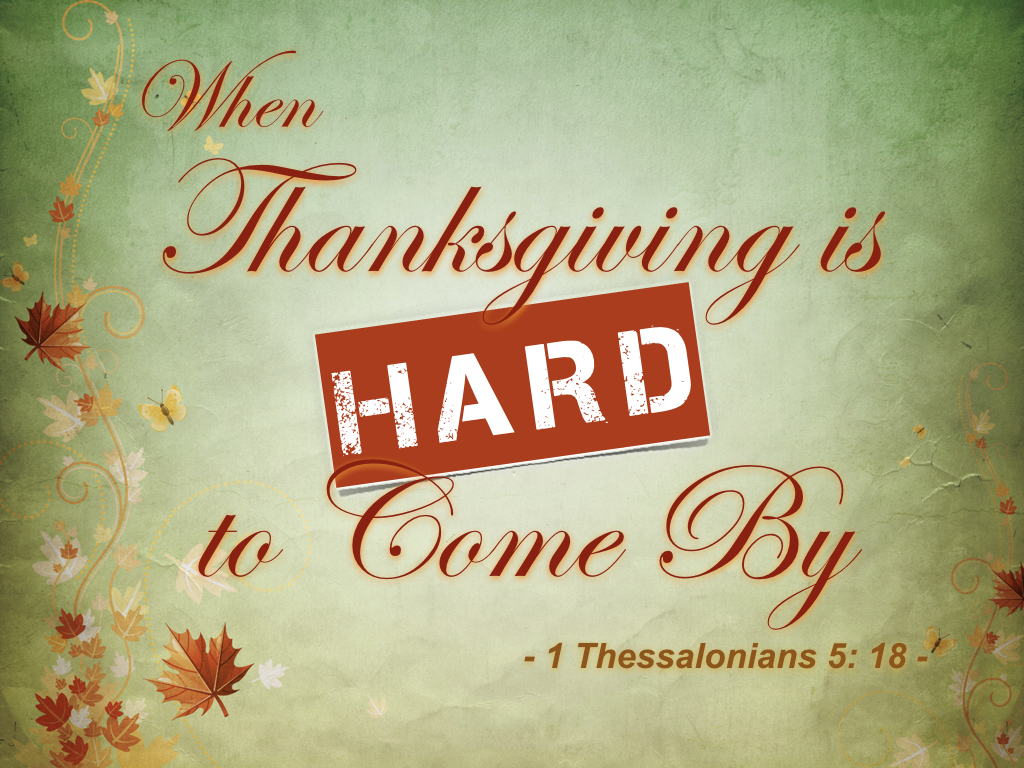 When
Thanksgiving is
HARD
to Come By
- 1 Thessalonians 5: 18 -